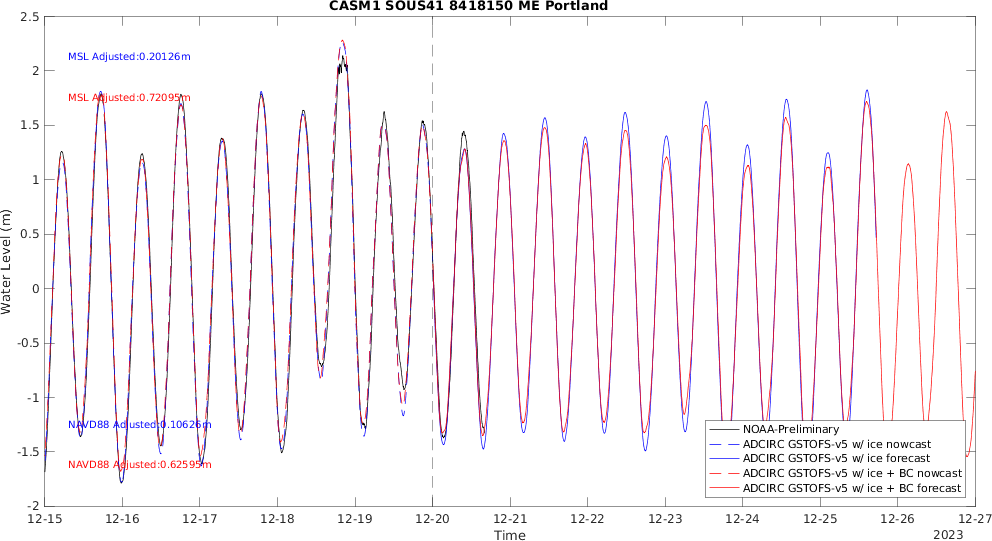 CASM1 SOUS41 8418150 ME Portland
2.5
2
1.5
1
0.5
0
-0.5
-1
-1.5
-2
Water Level (m)
MSL Adjusted:0.20126m
MSL Adjusted:0.72095m
NAVD88 Adjusted:0.10626m
NAVD88 Adjusted:0.62595m
NOAA-Preliminary
ADCIRC GSTOFS-v5 w/ ice nowcast
ADCIRC GSTOFS-v5 w/ ice forecast
ADCIRC GSTOFS-v5 w/ ice + BC nowcast
ADCIRC GSTOFS-v5 w/ ice + BC forecast
12-15 12-16 12-17 12-18 12-19 12-20 12-21 12-22 12-23 12-24 12-25 12-26 12-27
Time
2023